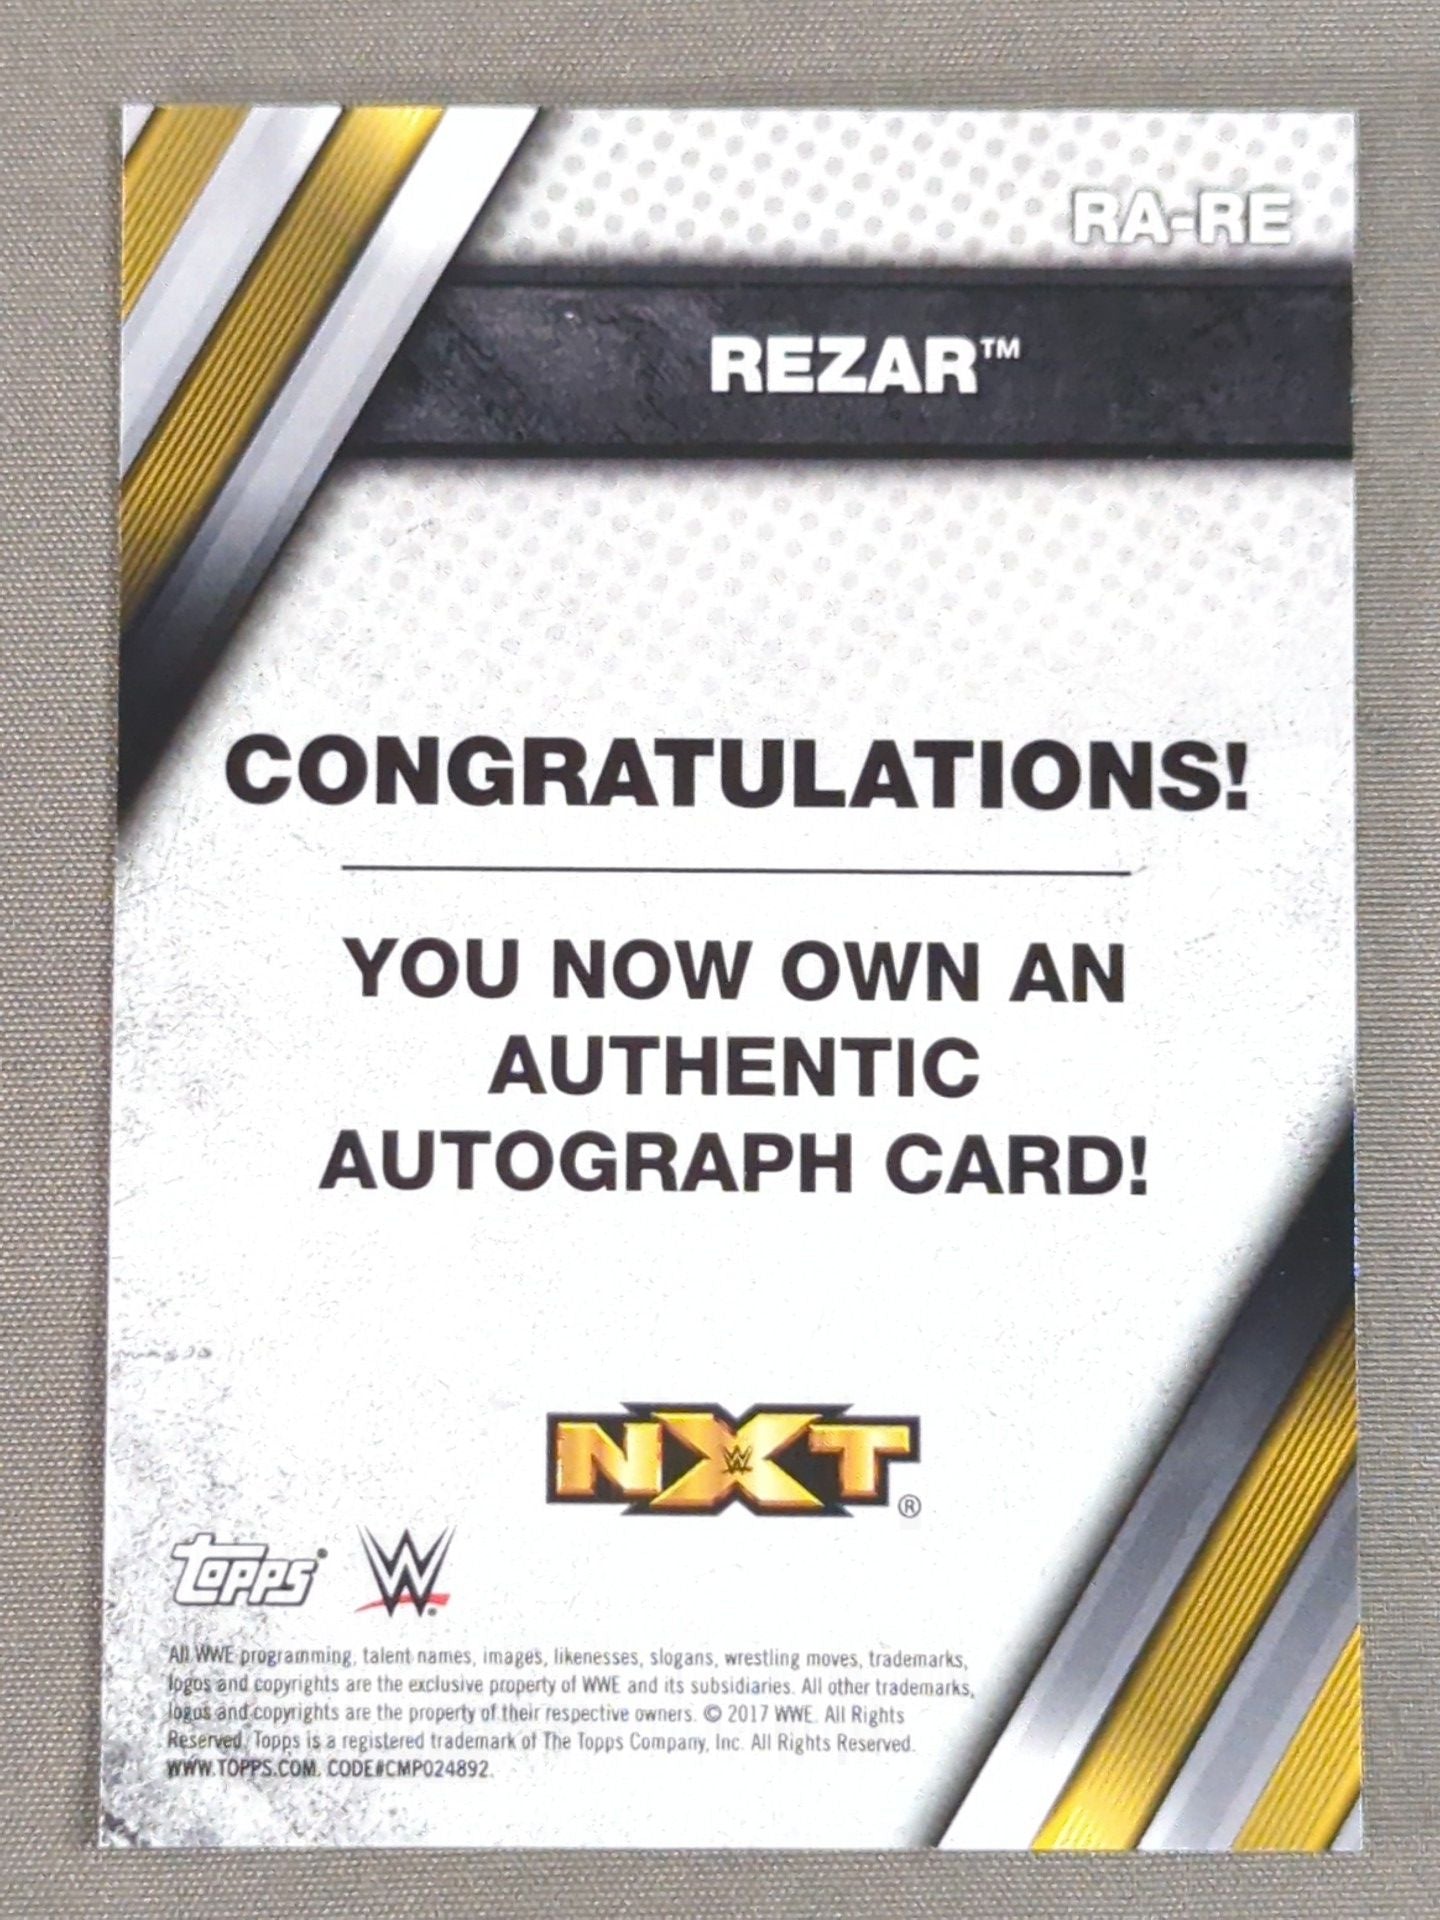 RA-RE
REZAR™
CONGRATULATIONS!
YOU NOW OWN AN
AUTHENTIC
AUTOGRAPH CARD!
NXT®
Topps® W®
All WWE programming, talent names, images, likenesses, slogans, wrestling moves, trademarks,
logos and copyrights are the exclusive property of WWE and its subsidiaries. All other trademarks,
logos and copyrights are the property of their respective owners. © 2017 WWE. All Rights
Reserved. Topps is a registered trademark of The Topps Company, Inc. All Rights Reserved.
WWW.TOPPS.COM. CODE#CMP024892.